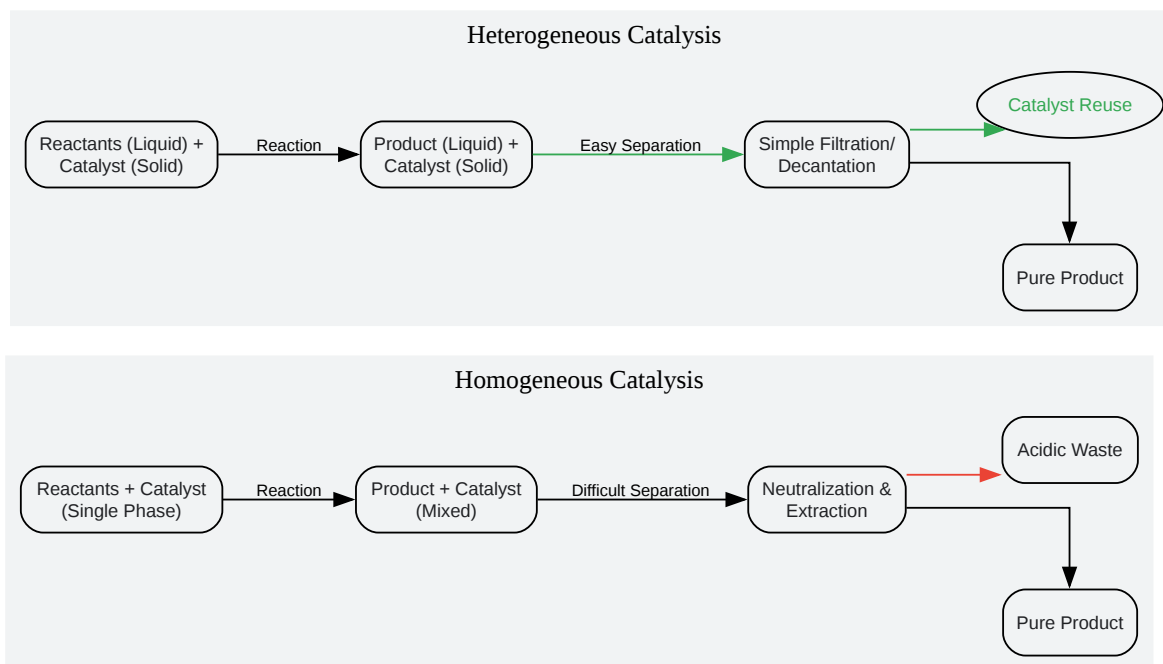 Heterogeneous Catalysis
Reactants (Liquid) +
Catalyst (Solid)
Reaction
Product (Liquid) +
Catalyst (Solid)
Easy Separation
Simple Filtration/
Decantation
Catalyst Reuse
Pure Product
Homogeneous Catalysis
Reactants + Catalyst
(Single Phase)
Reaction
Product + Catalyst
(Mixed)
Difficult Separation
Neutralization &
Extraction
Acidic Waste
Pure Product